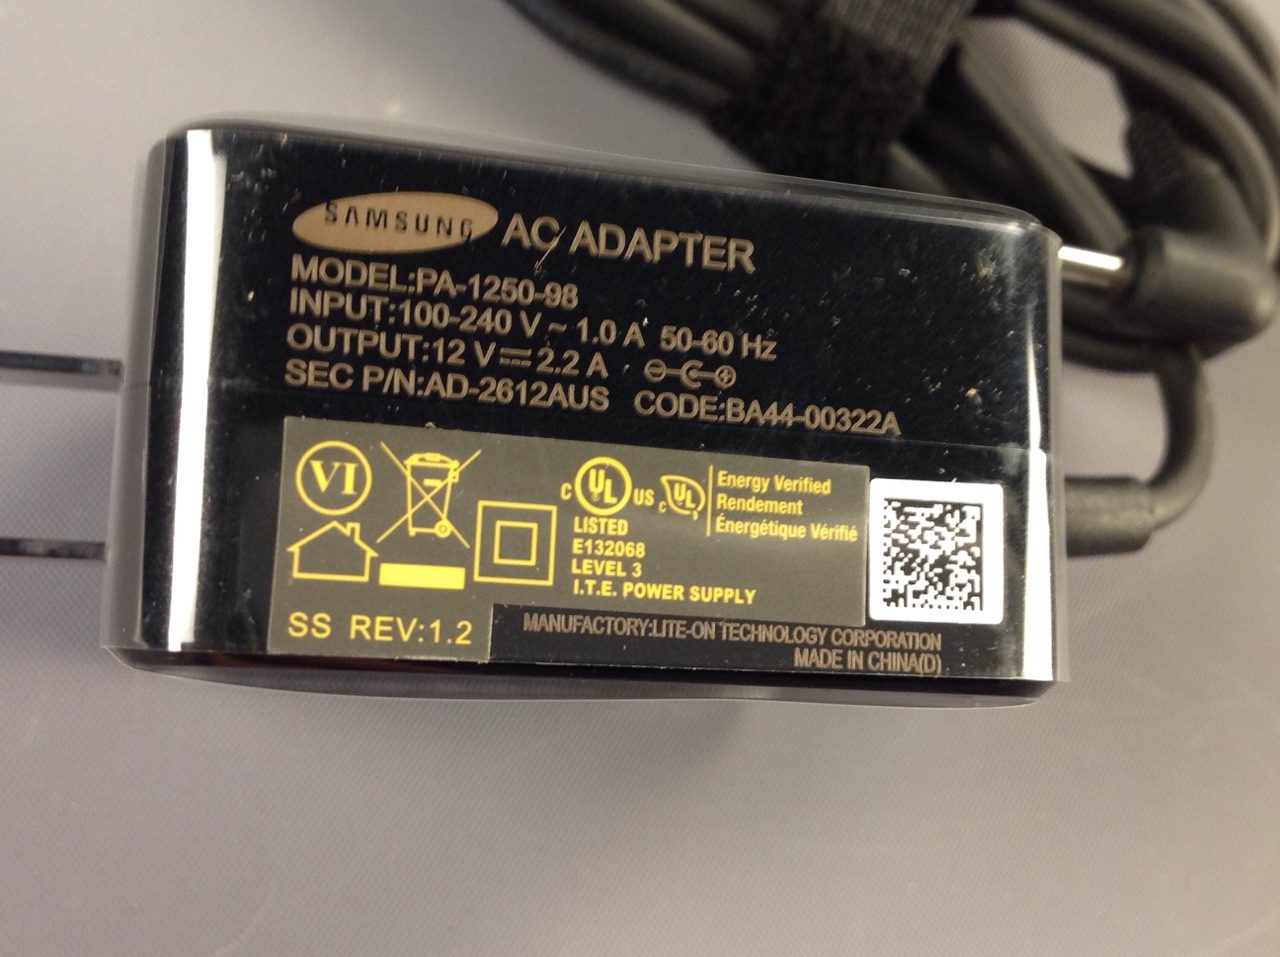 SAMSUNG AC ADAPTER
MODEL:PA-1250-98
INPUT:100-240 V ~ 1.0 A 50-60 Hz
OUTPUT:12 V ⎓ 2.2 A
SEC P/N:AD-2612AUS CODE:BA44-00322A
VI
C UL US C UL
LISTED
E132068
LEVEL 3
I.T.E. POWER SUPPLY
Energy Verified
Rendement
Énergétique Vérifié
SS REV:1.2
MANUFACTORY:LITE-ON TECHNOLOGY CORPORATION
MADE IN CHINA(D)